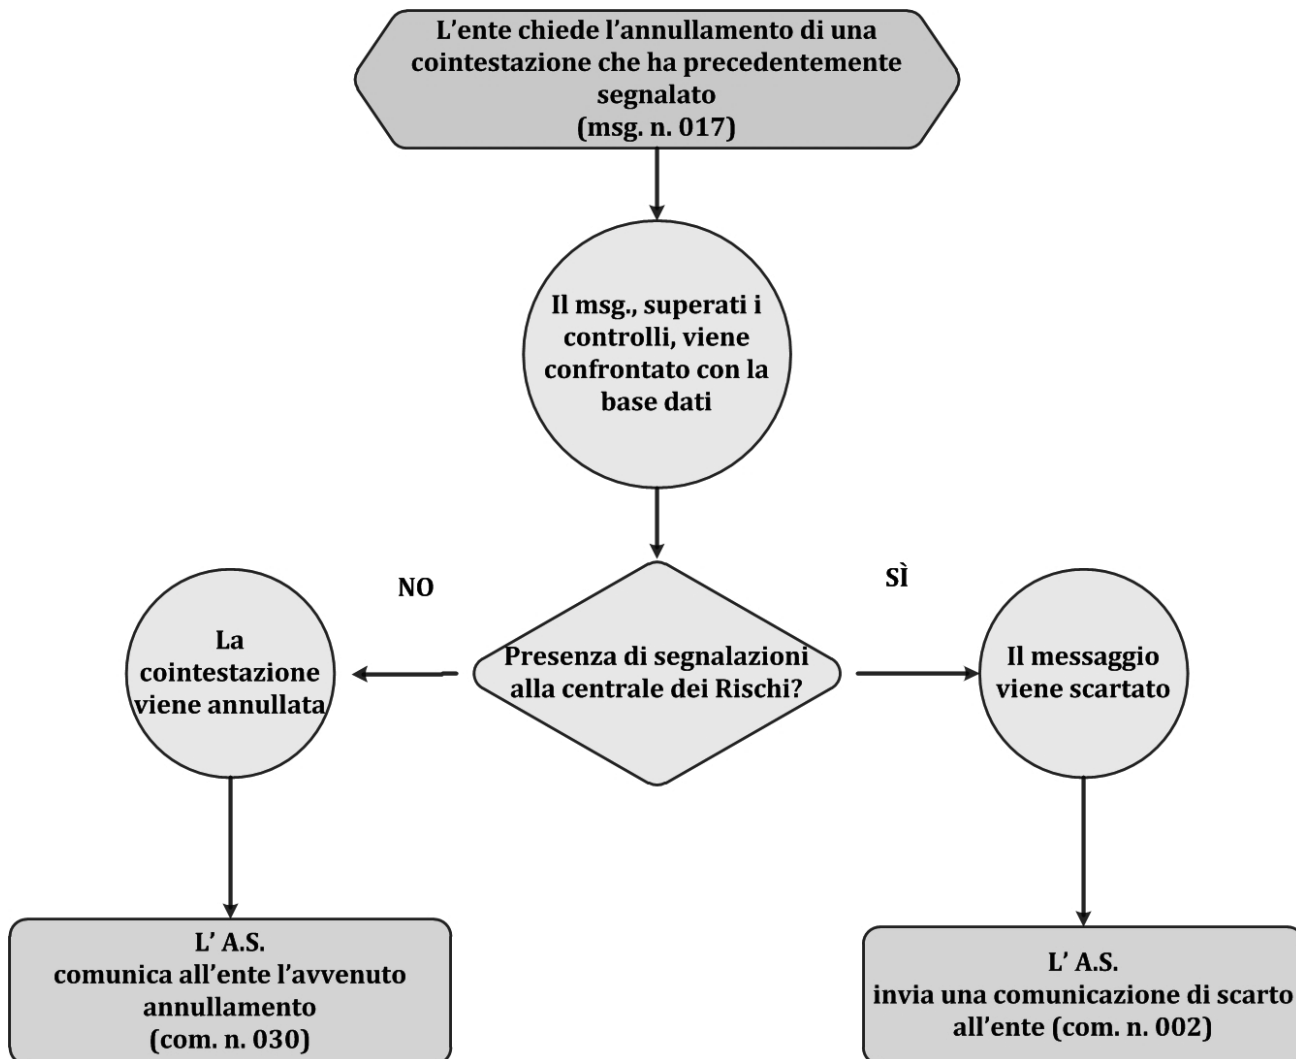 L’ente chiede l’annullamento di una
cointestazione che ha precedentemente
segnalato
(msg. n. 017)
Il msg., superati i
controlli, viene
confrontato con la
base dati
NO
SÌ
La
cointestazione
viene annullata
Presenza di segnalazioni
alla centrale dei Rischi?
Il messaggio
viene scartato
L’ A.S.
comunica all’ente l’avvenuto
annullamento
(com. n. 030)
L’ A.S.
invia una comunicazione di scarto
all’ente (com. n. 002)